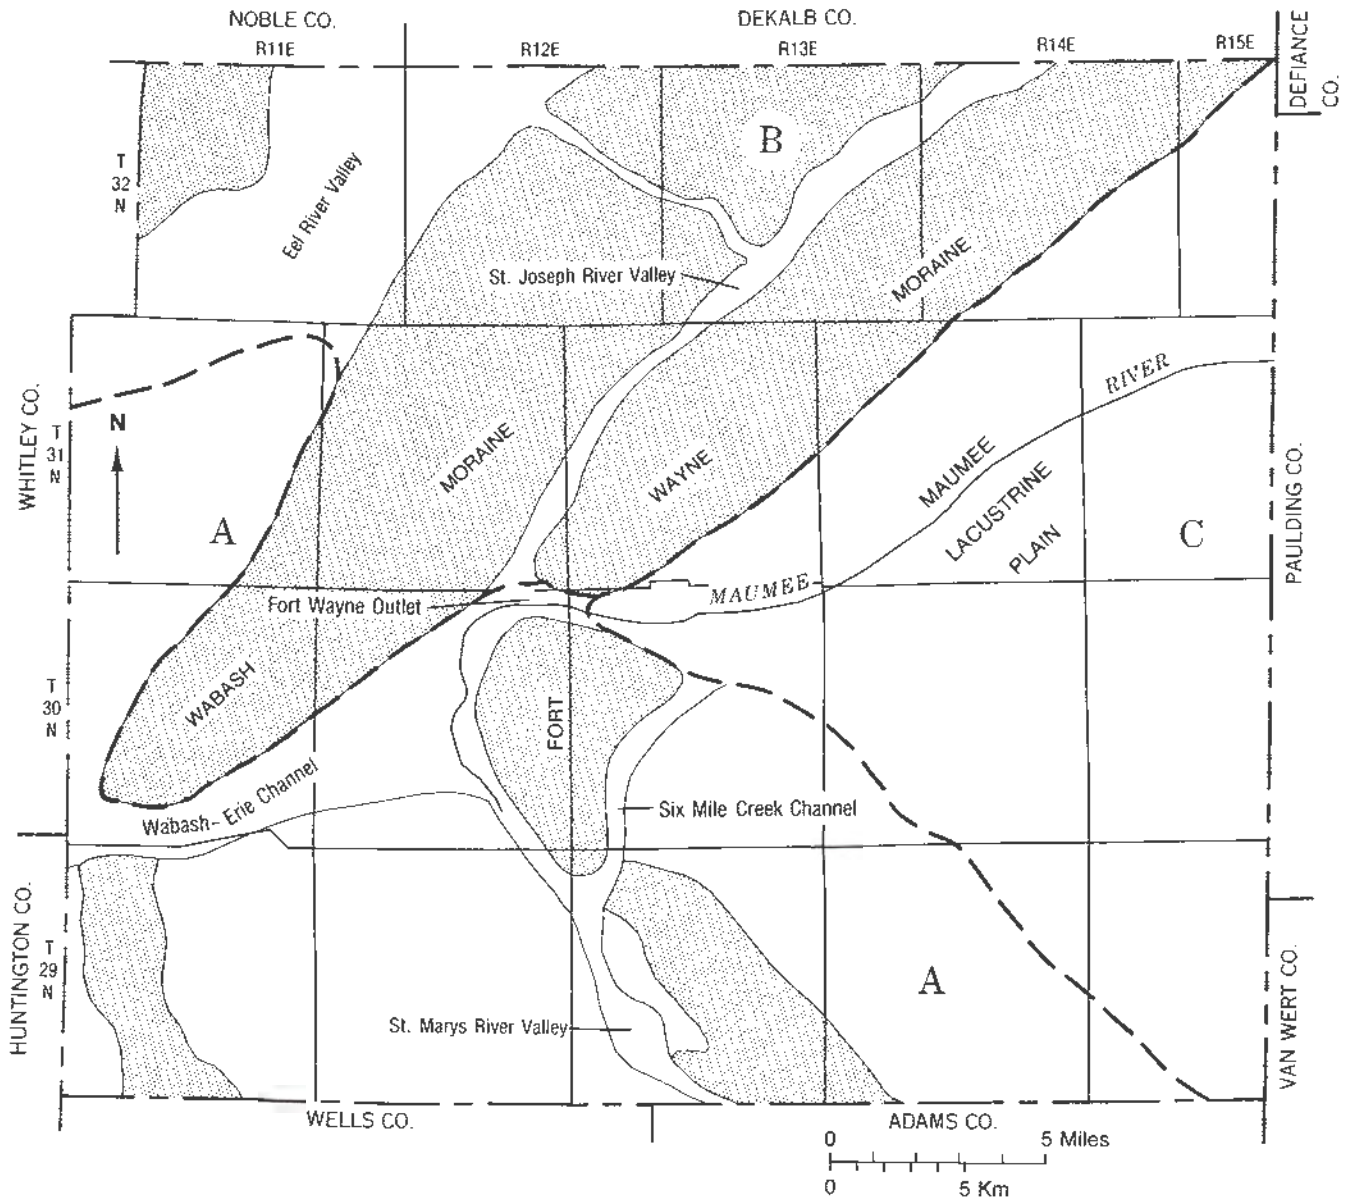 NOBLE CO.
DEKALB CO.
R11E
R12E
R13E
R14E
R15E
DEFIANCE
CO.
T
32
N
Eel River Valley
B
St. Joseph River Valley
MORAINE
WHITLEY CO.
T
31
N
N
A
MORAINE
WAYNE
MAUMEE
LACUSTRINE
PLAIN
RIVER
C
PAULDING CO.
Fort Wayne Outlet
MAUMEE
T
30
N
WABASH
FORT
Wabash-Erie Channel
Six Mile Creek Channel
HUNTINGTON CO.
T
29
N
A
St. Marys River Valley
VAN WERT CO.
WELLS CO.
ADAMS CO.
0
5 Miles
0
5 Km